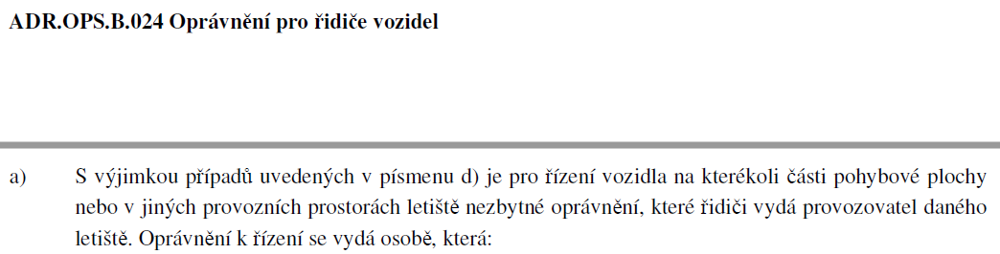 ADR.OPS.B.024 Oprávnění pro řidiče vozidel
a) S výjimkou případů uvedených v písmenu d) je pro řízení vozidla na kterékoli části pohybové plochy
nebo v jiných provozních prostorách letiště nezbytné oprávnění, které řidiči vydá provozovatel daného
letiště. Oprávnění k řízení se vydá osobě, která: